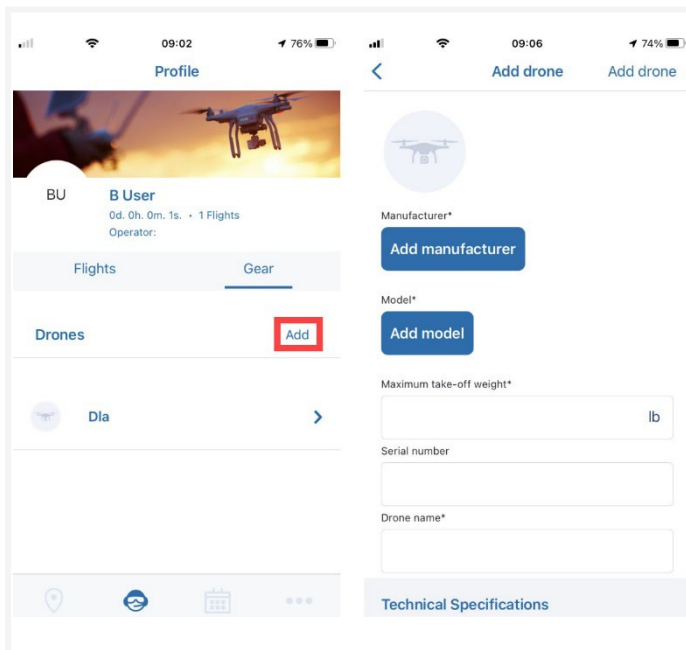 09:02
76%
Profile
BU
B User
0d. 0h. 0m. 1s. • 1 Flights
Operator:
Flights
Gear
Drones
Add
Dla
09:06
74%
Add drone
Add drone
Manufacturer*
Add manufacturer
Model*
Add model
Maximum take-off weight*
lb
Serial number
Drone name*
Technical Specifications